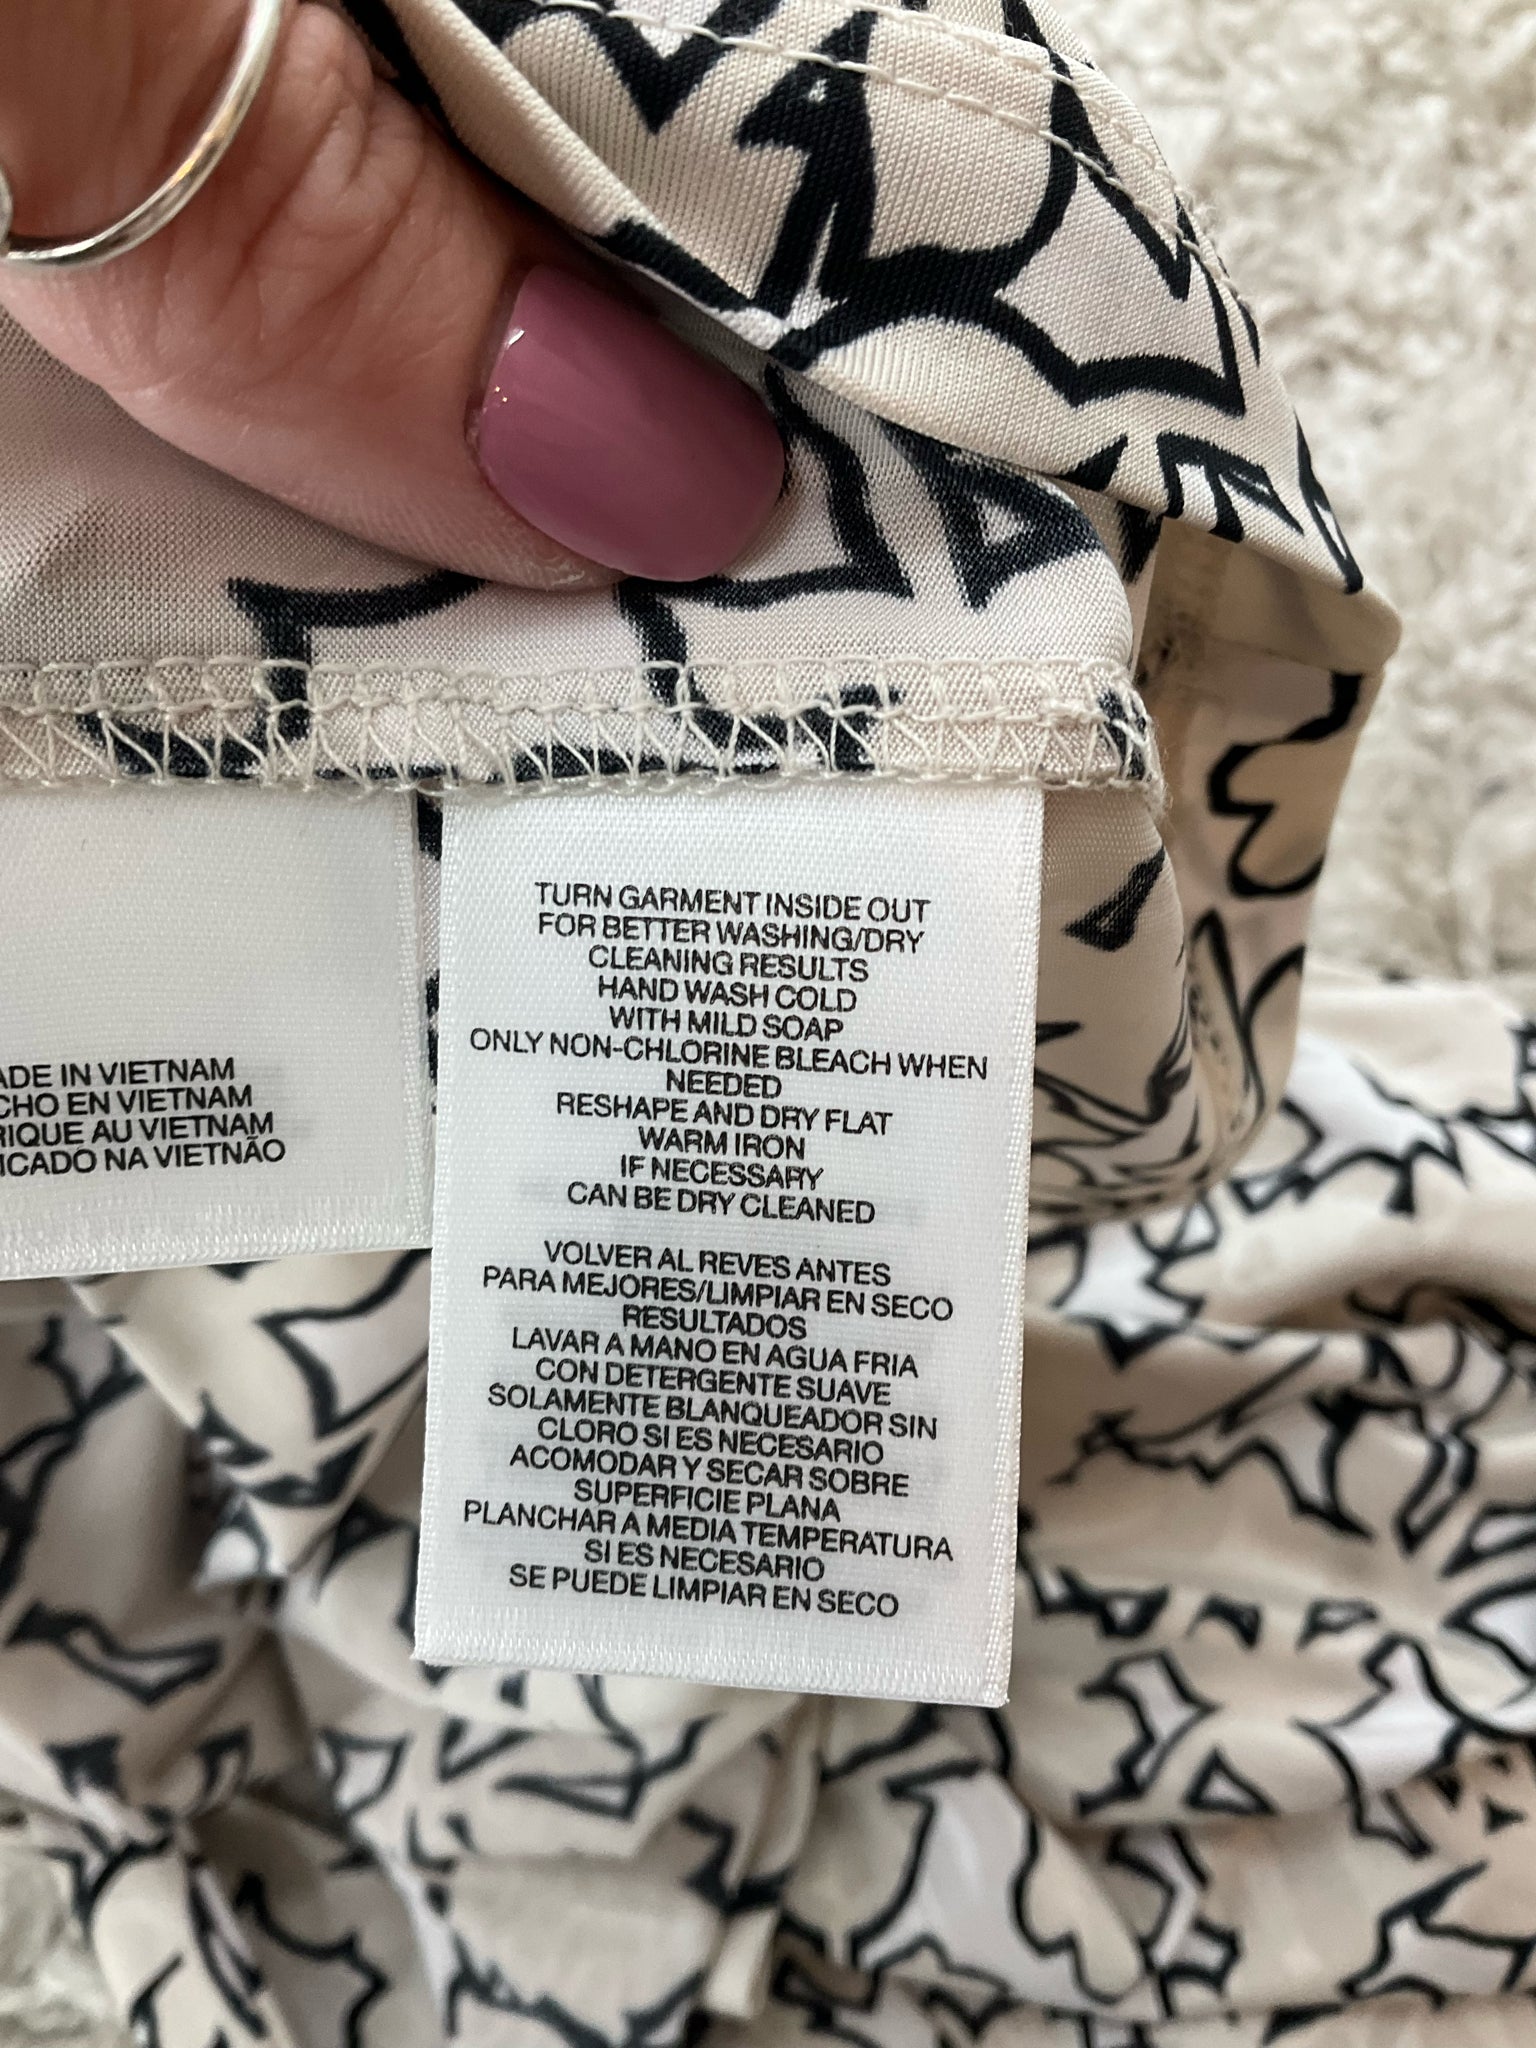 ADE IN VIETNAM
CHO EN VIETNAM
RIQUE AU VIETNAM
ICADO NA VIETNÃO
TURN GARMENT INSIDE OUT
FOR BETTER WASHING/DRY
CLEANING RESULTS
HAND WASH COLD
WITH MILD SOAP
ONLY NON-CHLORINE BLEACH WHEN
NEEDED
RESHAPE AND DRY FLAT
WARM IRON
IF NECESSARY
CAN BE DRY CLEANED
VOLVER AL REVES ANTES
PARA MEJORES/LIMPIAR EN SECO
RESULTADOS
LAVAR A MANO EN AGUA FRIA
CON DETERGENTE SUAVE
SOLAMENTE BLANQUEADOR SIN
CLORO SI ES NECESARIO
ACOMODAR Y SECAR SOBRE
SUPERFICIE PLANA
PLANCHAR A MEDIA TEMPERATURA
SI ES NECESARIO
SE PUEDE LIMPIAR EN SECO